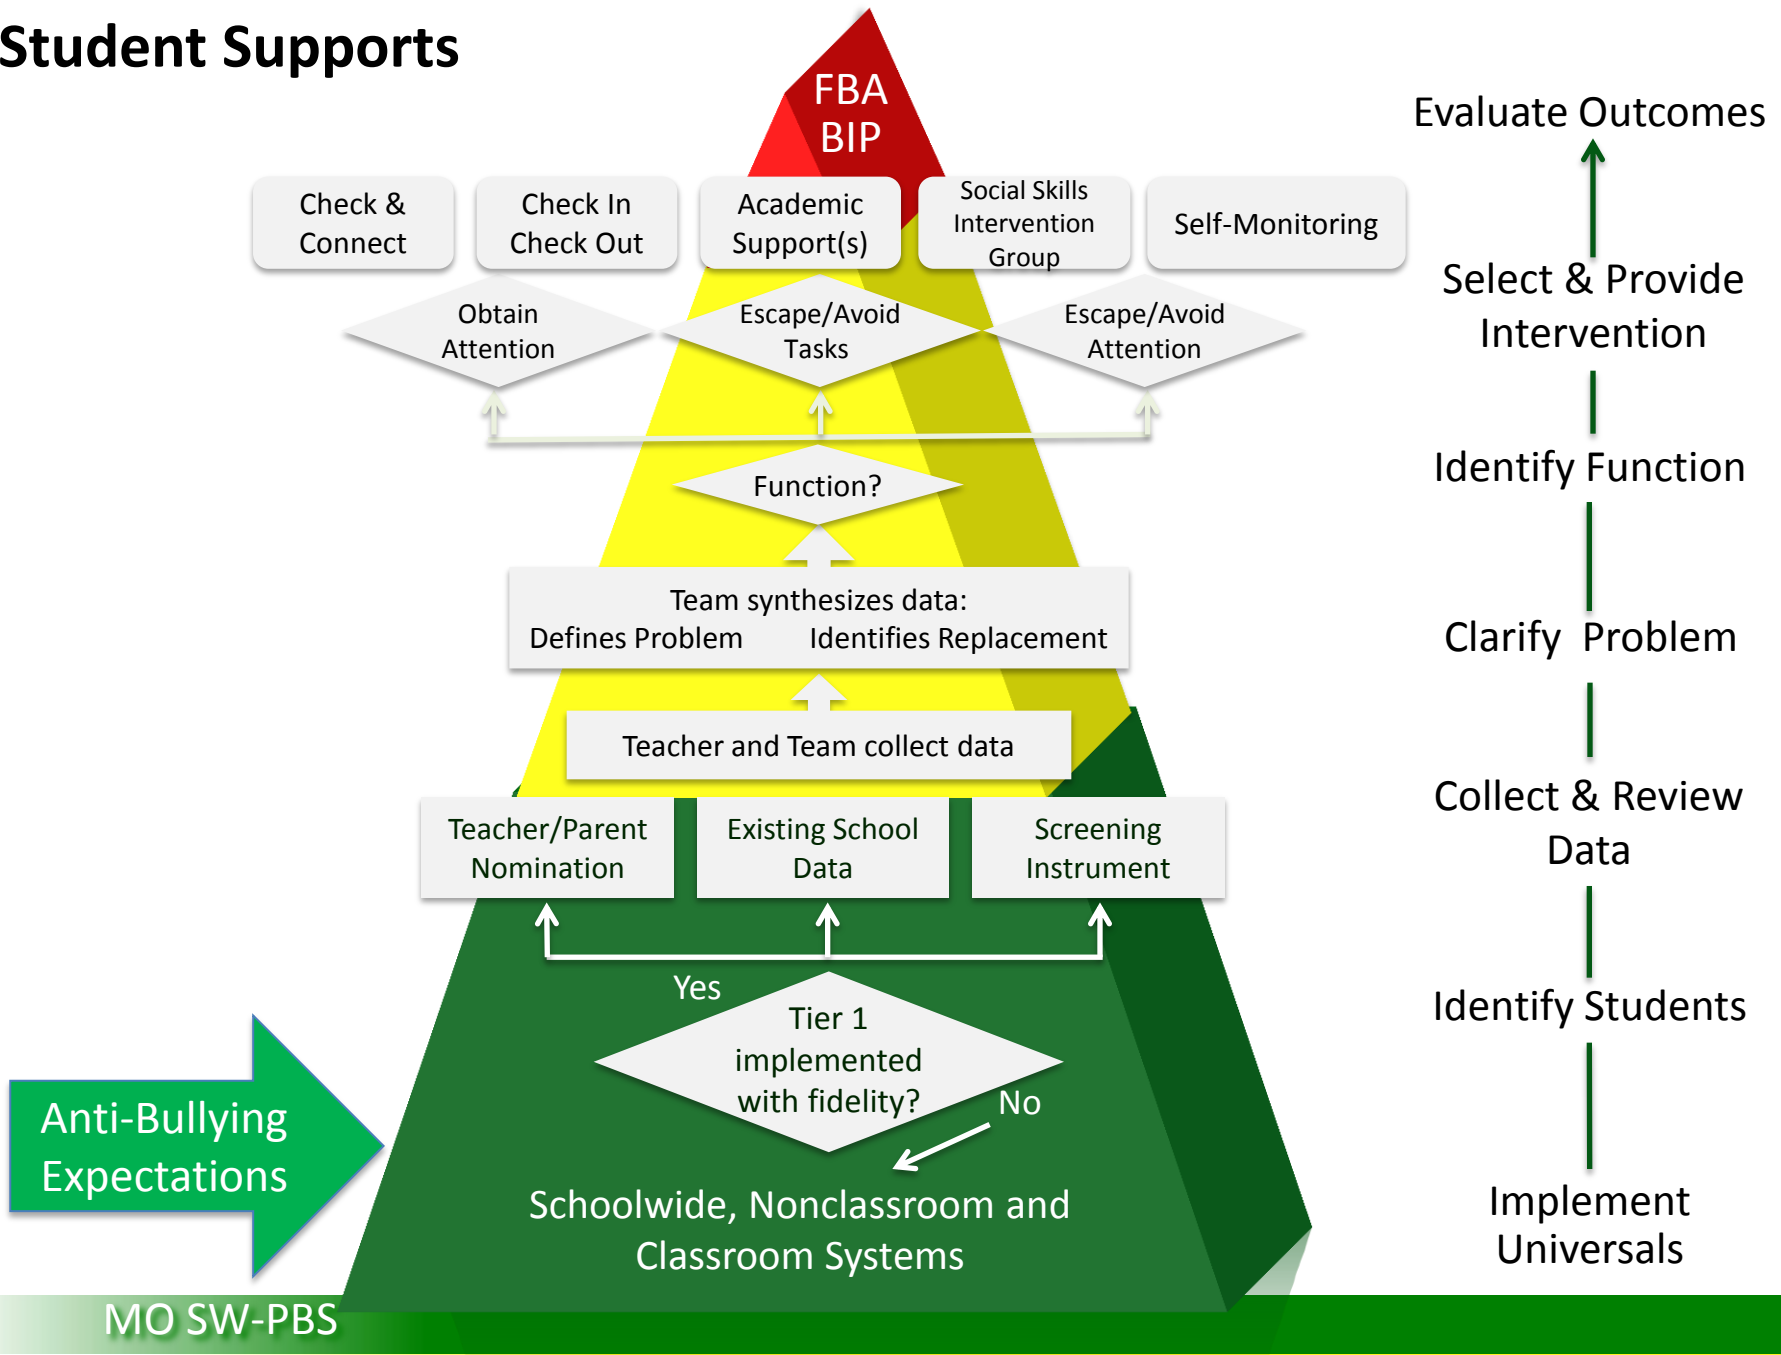 Student Supports
FBA
BIP
Check &
Connect
Check In
Check Out
Academic
Support(s)
Social Skills
Intervention
Group
Self-Monitoring
Obtain
Attention
Escape/Avoid
Tasks
Escape/Avoid
Attention
Function?
Team synthesizes data:
Defines Problem Identifies Replacement
Teacher and Team collect data
Teacher/Parent
Nomination
Existing School
Data
Screening
Instrument
Yes
Tier 1
implemented
with fidelity?
No
Schoolwide, Nonclassroom and
Classroom Systems
Anti-Bullying
Expectations
MO SW-PBS
Evaluate Outcomes
Select & Provide
Intervention
Identify Function
Clarify Problem
Collect & Review
Data
Identify Students
Implement
Universals